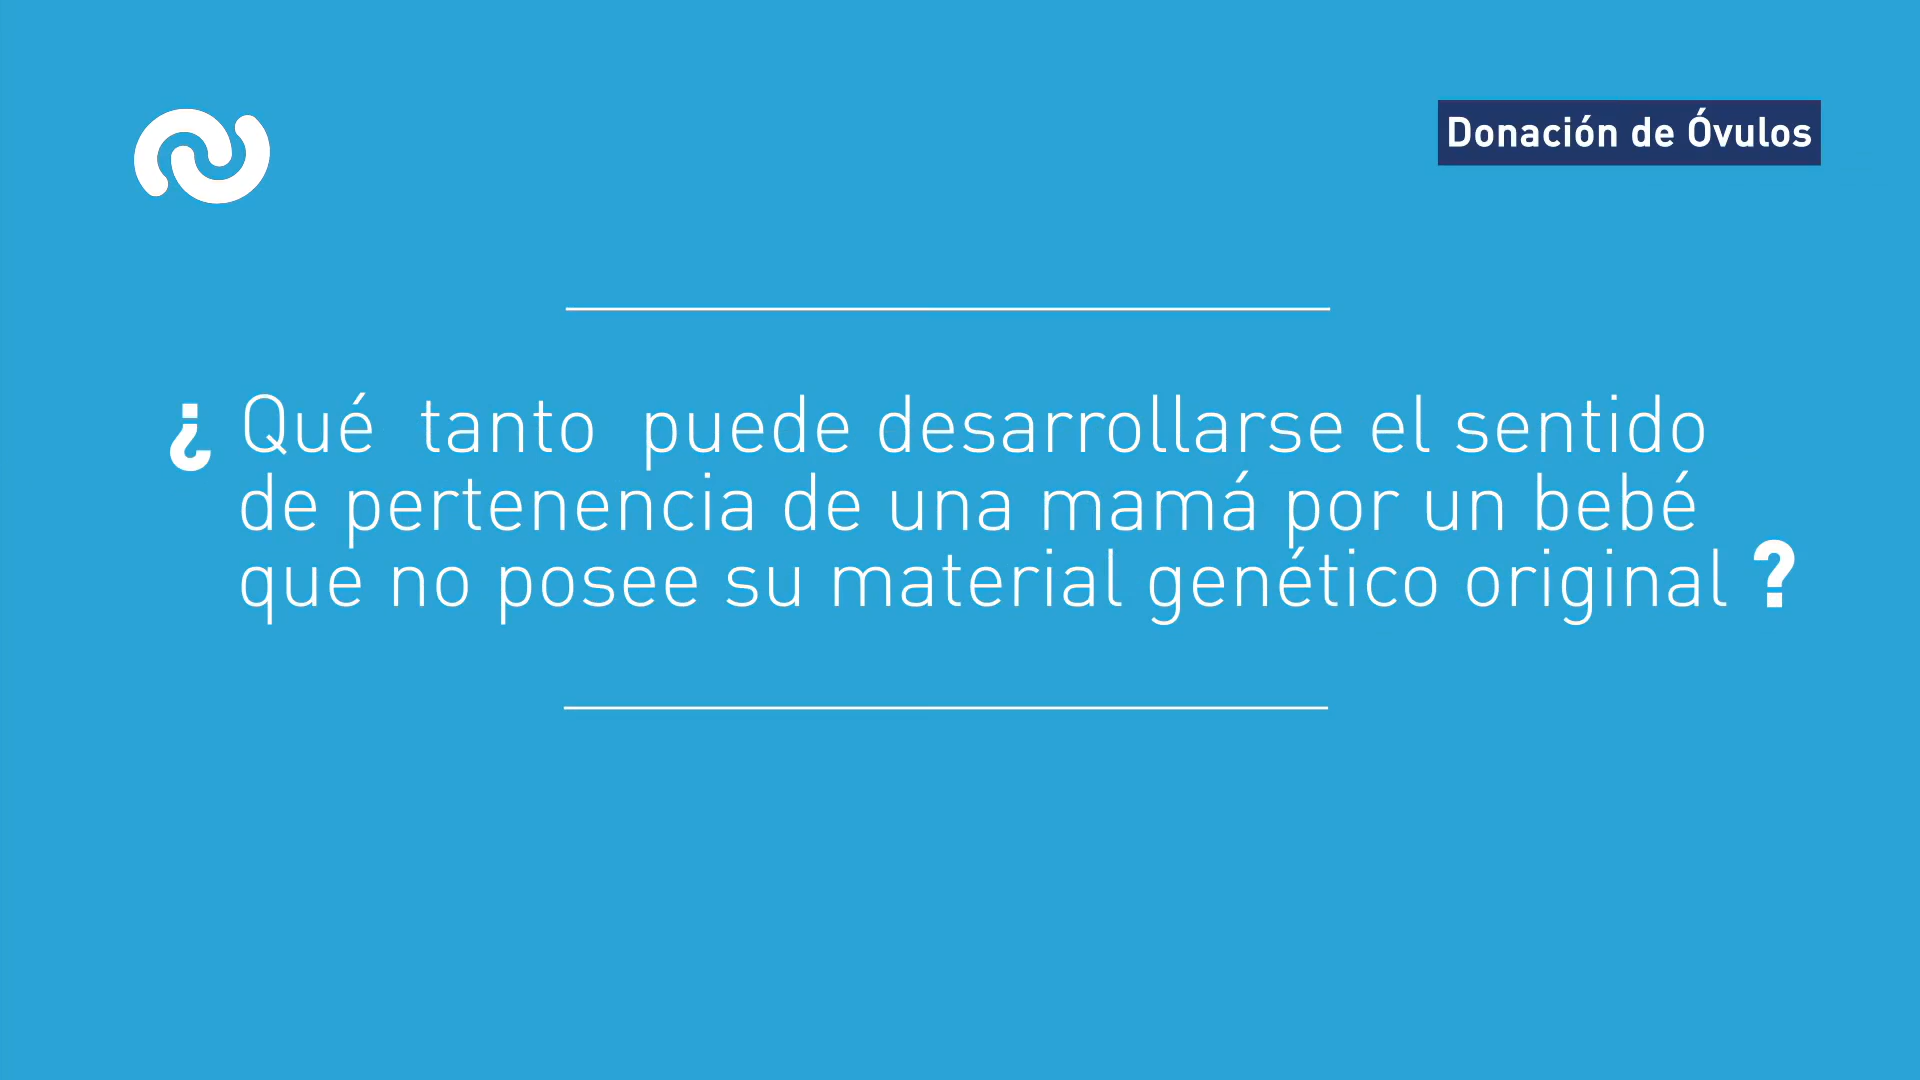 Donación de Óvulos
¿ Qué tanto puede desarrollarse el sentido
de pertenencia de una mamá por un bebé
que no posee su material genético original ?